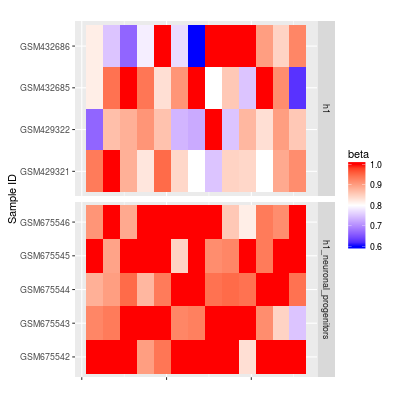 GSM432686
GSM432685
GSM429322
GSM429321
h1
GSM675546
GSM675545
GSM675544
GSM675543
GSM675542
h1_neuronal_progenitors
Sample ID
beta
1.0
0.9
0.8
0.7
0.6